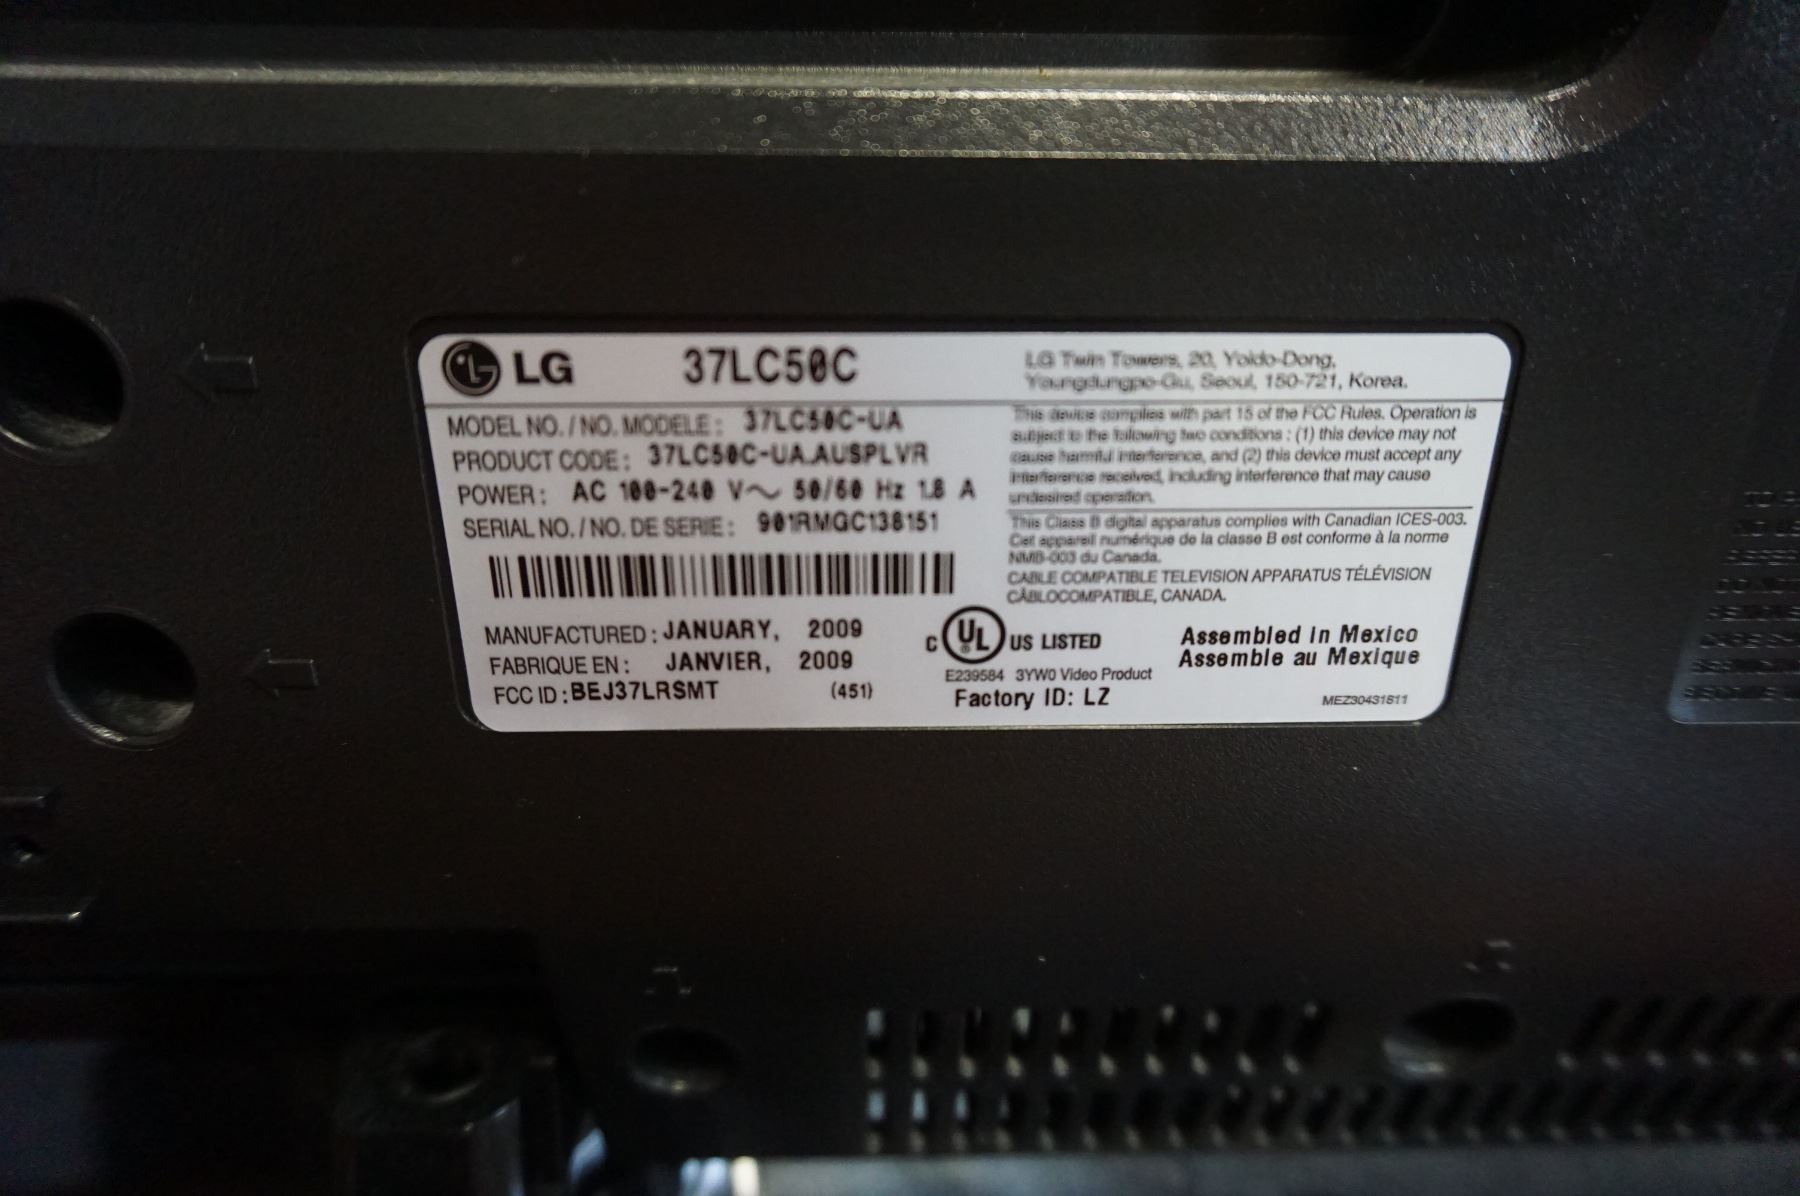 LG 37LC50C
LG Twin Towers, 20, Yoido-Dong,
Youngdungpo-Gu, Seoul, 150-721, Korea.
MODEL NO. / NO. MODELE : 37LC50C-UA
PRODUCT CODE : 37LC50C-UA.AUSPLVR
POWER : AC 100-240 V~ 50/60 Hz 1.8 A
SERIAL NO. / NO. DE SERIE : 901RMGC138151
MANUFACTURED : JANUARY, 2009
FABRIQUE EN : JANVIER, 2009
FCC ID : BEJ37LRSMT (451)
This device complies with part 15 of the FCC Rules. Operation is
subject to the following two conditions : (1) this device may not
cause harmful interference, and (2) this device must accept any
interference received, including interference that may cause
undesired operation.
This Class B digital apparatus complies with Canadian ICES-003.
Cet appareil numérique de la classe B est conforme à la norme
NMB-003 du Canada.
CABLE COMPATIBLE TELEVISION APPARATUS TÉLÉVISION
CÂBLOCOMPATIBLE, CANADA.
C UL US LISTED
E239584 3YW0 Video Product
Factory ID: LZ
Assembled in Mexico
Assemble au Mexique
MEZ30431811